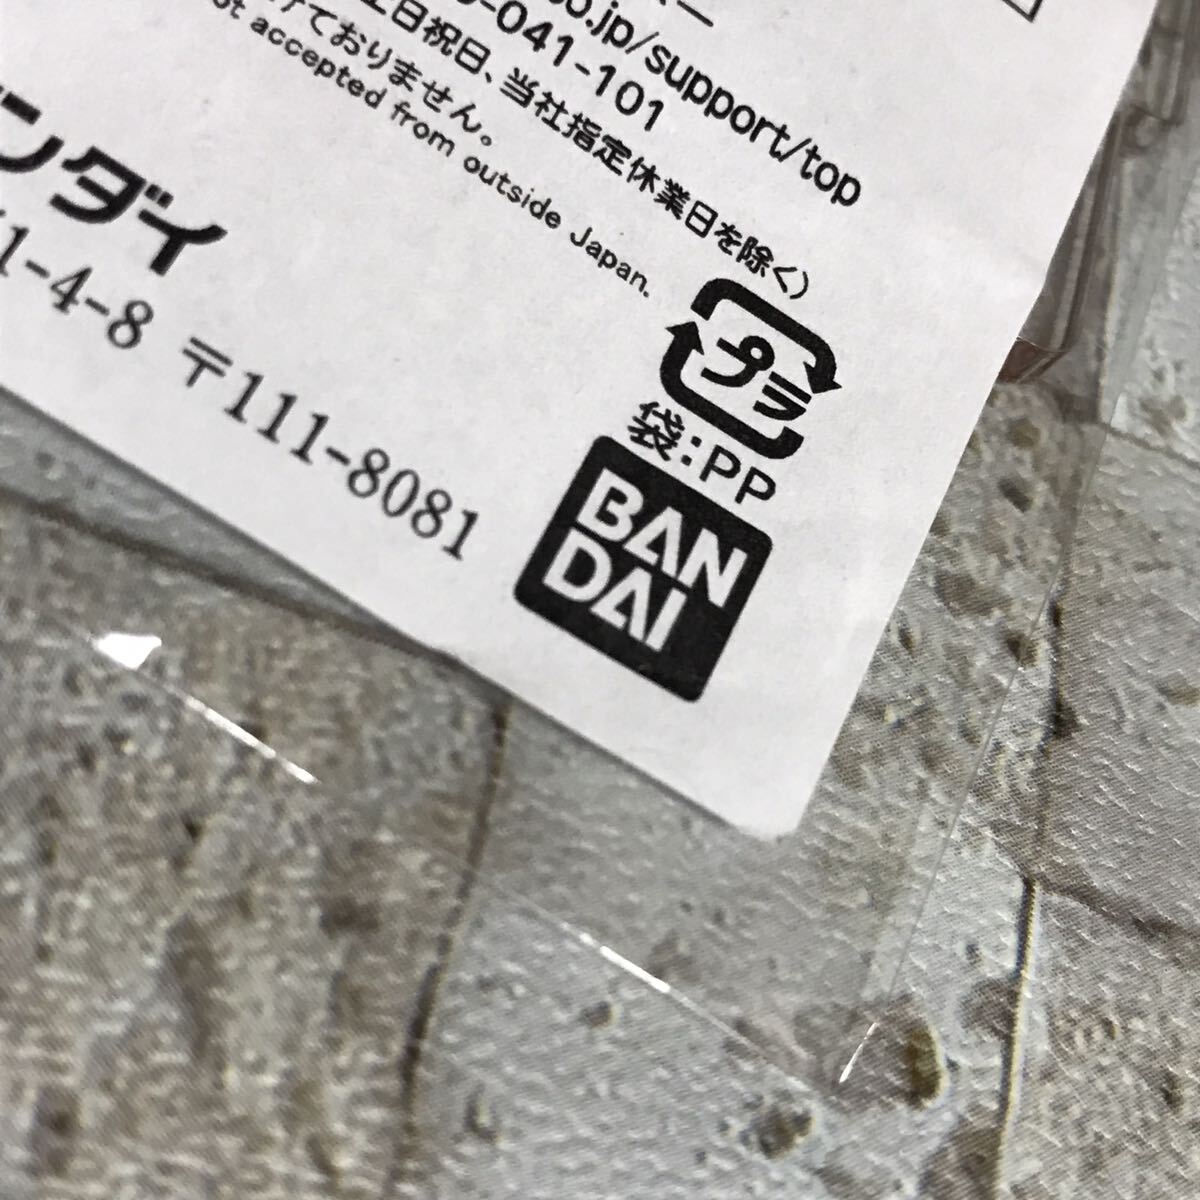 o.jp/support/top
-041-101
土日祝日、当社指定休業日を除く)
けておりません。
accepted from outside Japan.
ンダイ
1-4-8 〒111-8081
プラ
袋:PP
BAN
DAI